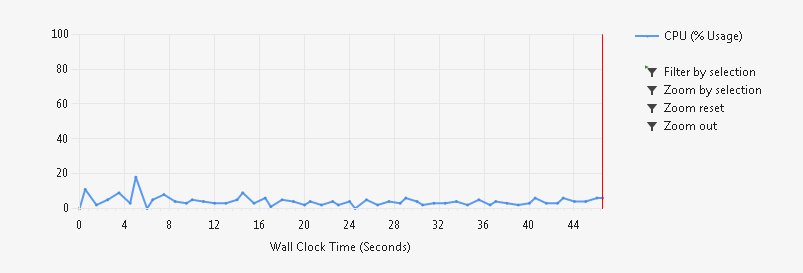 100
80
60
40
20
0
0 4 8 12 16 20 24 28 32 36 40 44
Wall Clock Time (Seconds)
CPU (% Usage)
Filter by selection
Zoom by selection
Zoom reset
Zoom out